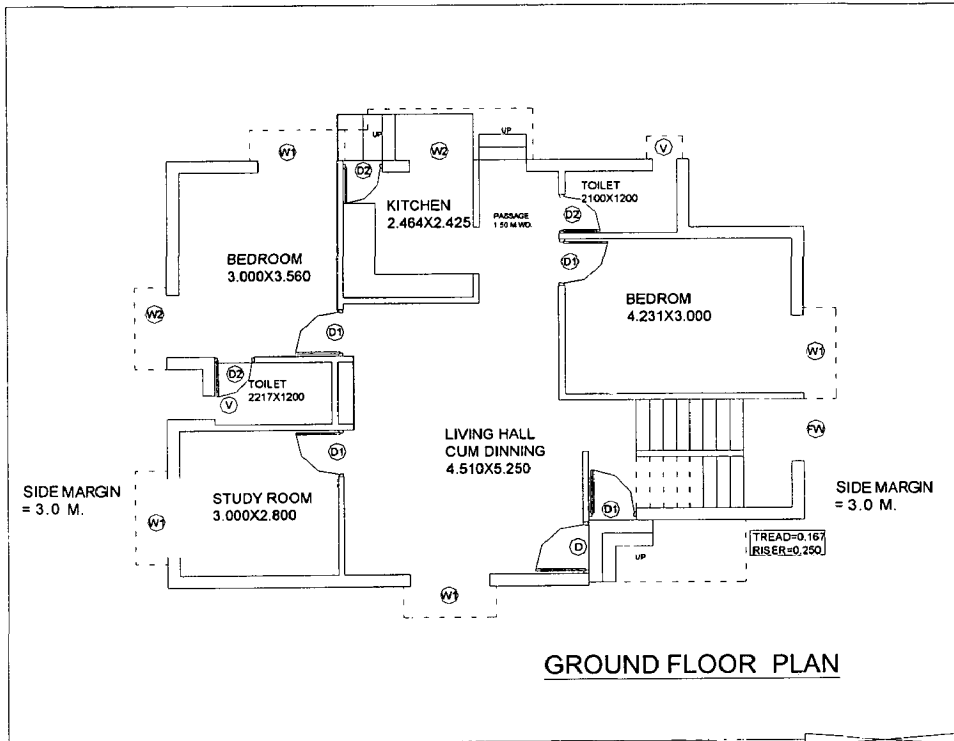 UP
UP
W1
W2
V
D2
KITCHEN
2.464X2.425
TOILET
2100X1200
D2
PASSAGE
1.50 M WD.
BEDROOM
3.000X3.560
D1
BEDROM
4.231X3.000
W2
D1
W1
D2
TOILET
2217X1200
V
FW
LIVING HALL
CUM DINNING
4.510X5.250
D1
SIDE MARGIN
= 3.0 M.
STUDY ROOM
3.000X2.800
W1
D1
SIDE MARGIN
= 3.0 M.
D
UP
TREAD=0.167
RISER=0.250
W1
GROUND FLOOR PLAN